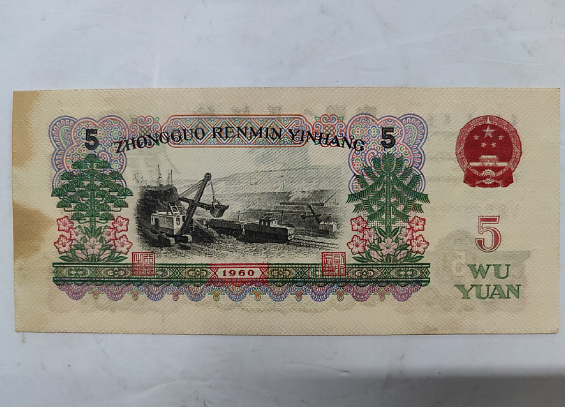 5 ZHONGGUO RENMIN YINHANG 5
5
WU
YUAN
1960